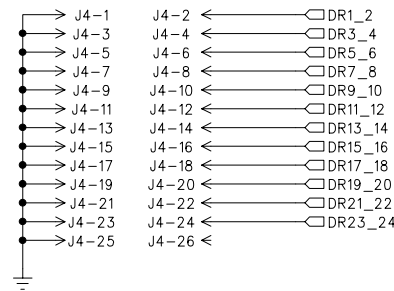 J4-1 J4-2 DR1_2
J4-3 J4-4 DR3_4
J4-5 J4-6 DR5_6
J4-7 J4-8 DR7_8
J4-9 J4-10 DR9_10
J4-11 J4-12 DR11_12
J4-13 J4-14 DR13_14
J4-15 J4-16 DR15_16
J4-17 J4-18 DR17_18
J4-19 J4-20 DR19_20
J4-21 J4-22 DR21_22
J4-23 J4-24 DR23_24
J4-25 J4-26